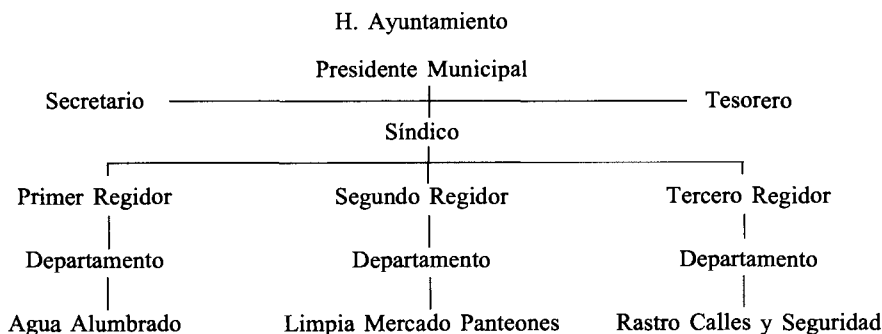 H. Ayuntamiento
Presidente Municipal
Secretario Tesorero
Síndico
Primer Regidor Segundo Regidor Tercero Regidor
Departamento Departamento Departamento
Agua Alumbrado Limpia Mercado Panteones Rastro Calles y Seguridad